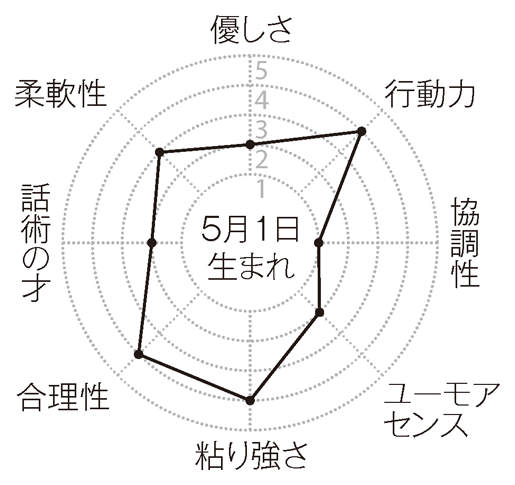 優しさ
行動力
協調性
ユーモア
センス
粘り強さ
合理性
話術の才
柔軟性
5
4
3
2
1
5月1日
生まれ